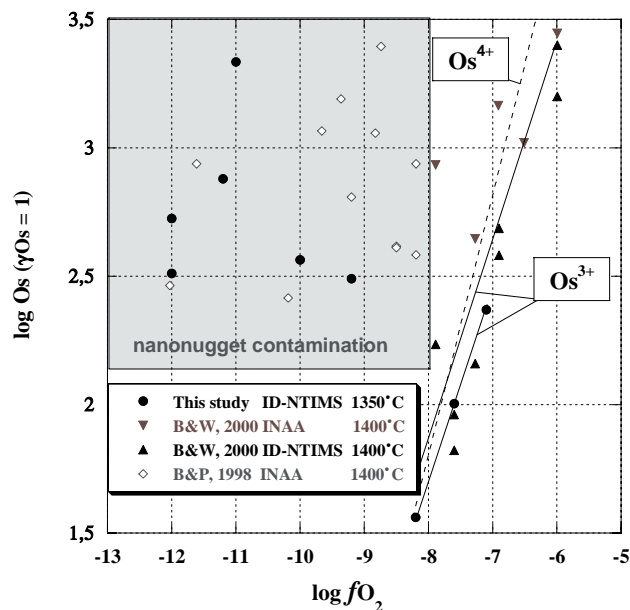 3,5
3
2,5
2
1,5
log Os (γOs = 1)
Os4+
Os3+
nanonugget contamination
This study ID-NTIMS 1350˚C
B&W, 2000 INAA 1400˚C
B&W, 2000 ID-NTIMS 1400˚C
B&P, 1998 INAA 1400˚C
-13 -12 -11 -10 -9 -8 -7 -6 -5
log fO2